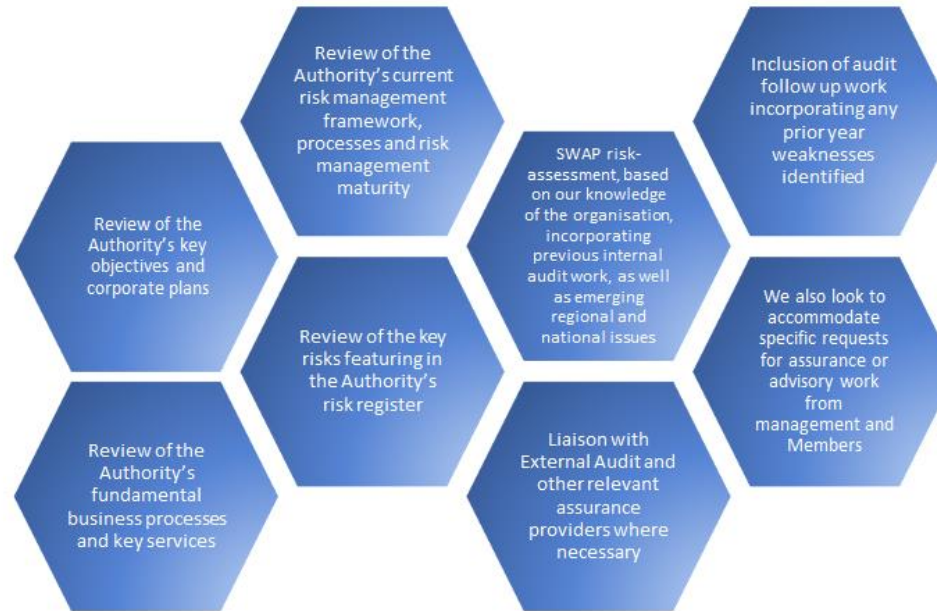 Review of the
Authority's current
risk management
framework,
processes and risk
management
maturity
Inclusion of audit
follow up work
incorporating any
prior year
weaknesses
identified
SWAP risk-
assessment, based
on our knowledge
of the organisation,
incorporating
previous internal
audit work, as well
as emerging
regional and
national issues
Review of the
Authority's key
objectives and
corporate plans
Review of the key
risks featuring in
the Authority's
risk register
We also look to
accommodate
specific requests
for assurance or
advisory work
from
management and
Members
Review of the
Authority's
fundamental
business processes
and key services
Liaison with
External Audit and
other relevant
assurance
providers where
necessary